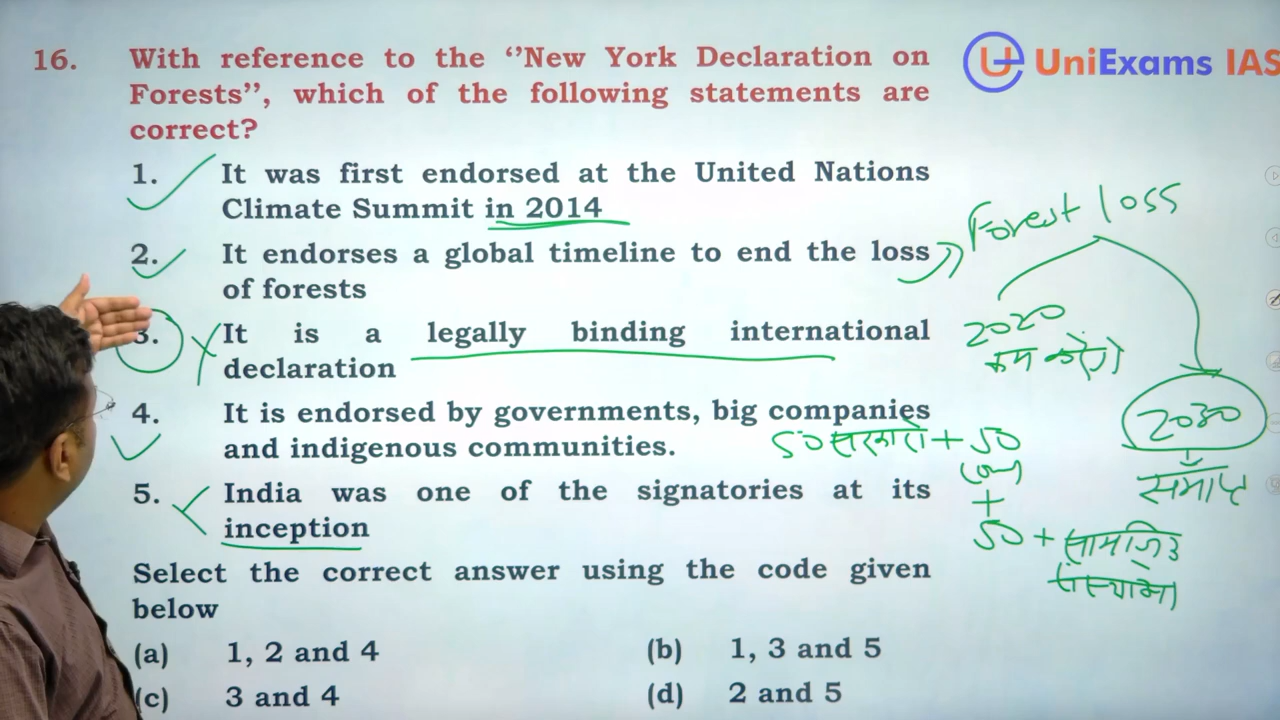 16. With reference to the ‘’New York Declaration on
Forests”, which of the following statements are
correct?
UniExams IAS
1. It was first endorsed at the United Nations
Climate Summit in 2014
2. It endorses a global timeline to end the loss
of forests
Forest loss
3. It is a legally binding international
declaration
2020
कम करेंगे
2030
समाप्त
4. It is endorsed by governments, big companies
and indigenous communities.
50 सरकारों + 50
+
50 +
5. India was one of the signatories at its
inception
Select the correct answer using the code given
below
(a) 1, 2 and 4 (b) 1, 3 and 5
(c) 3 and 4 (d) 2 and 5